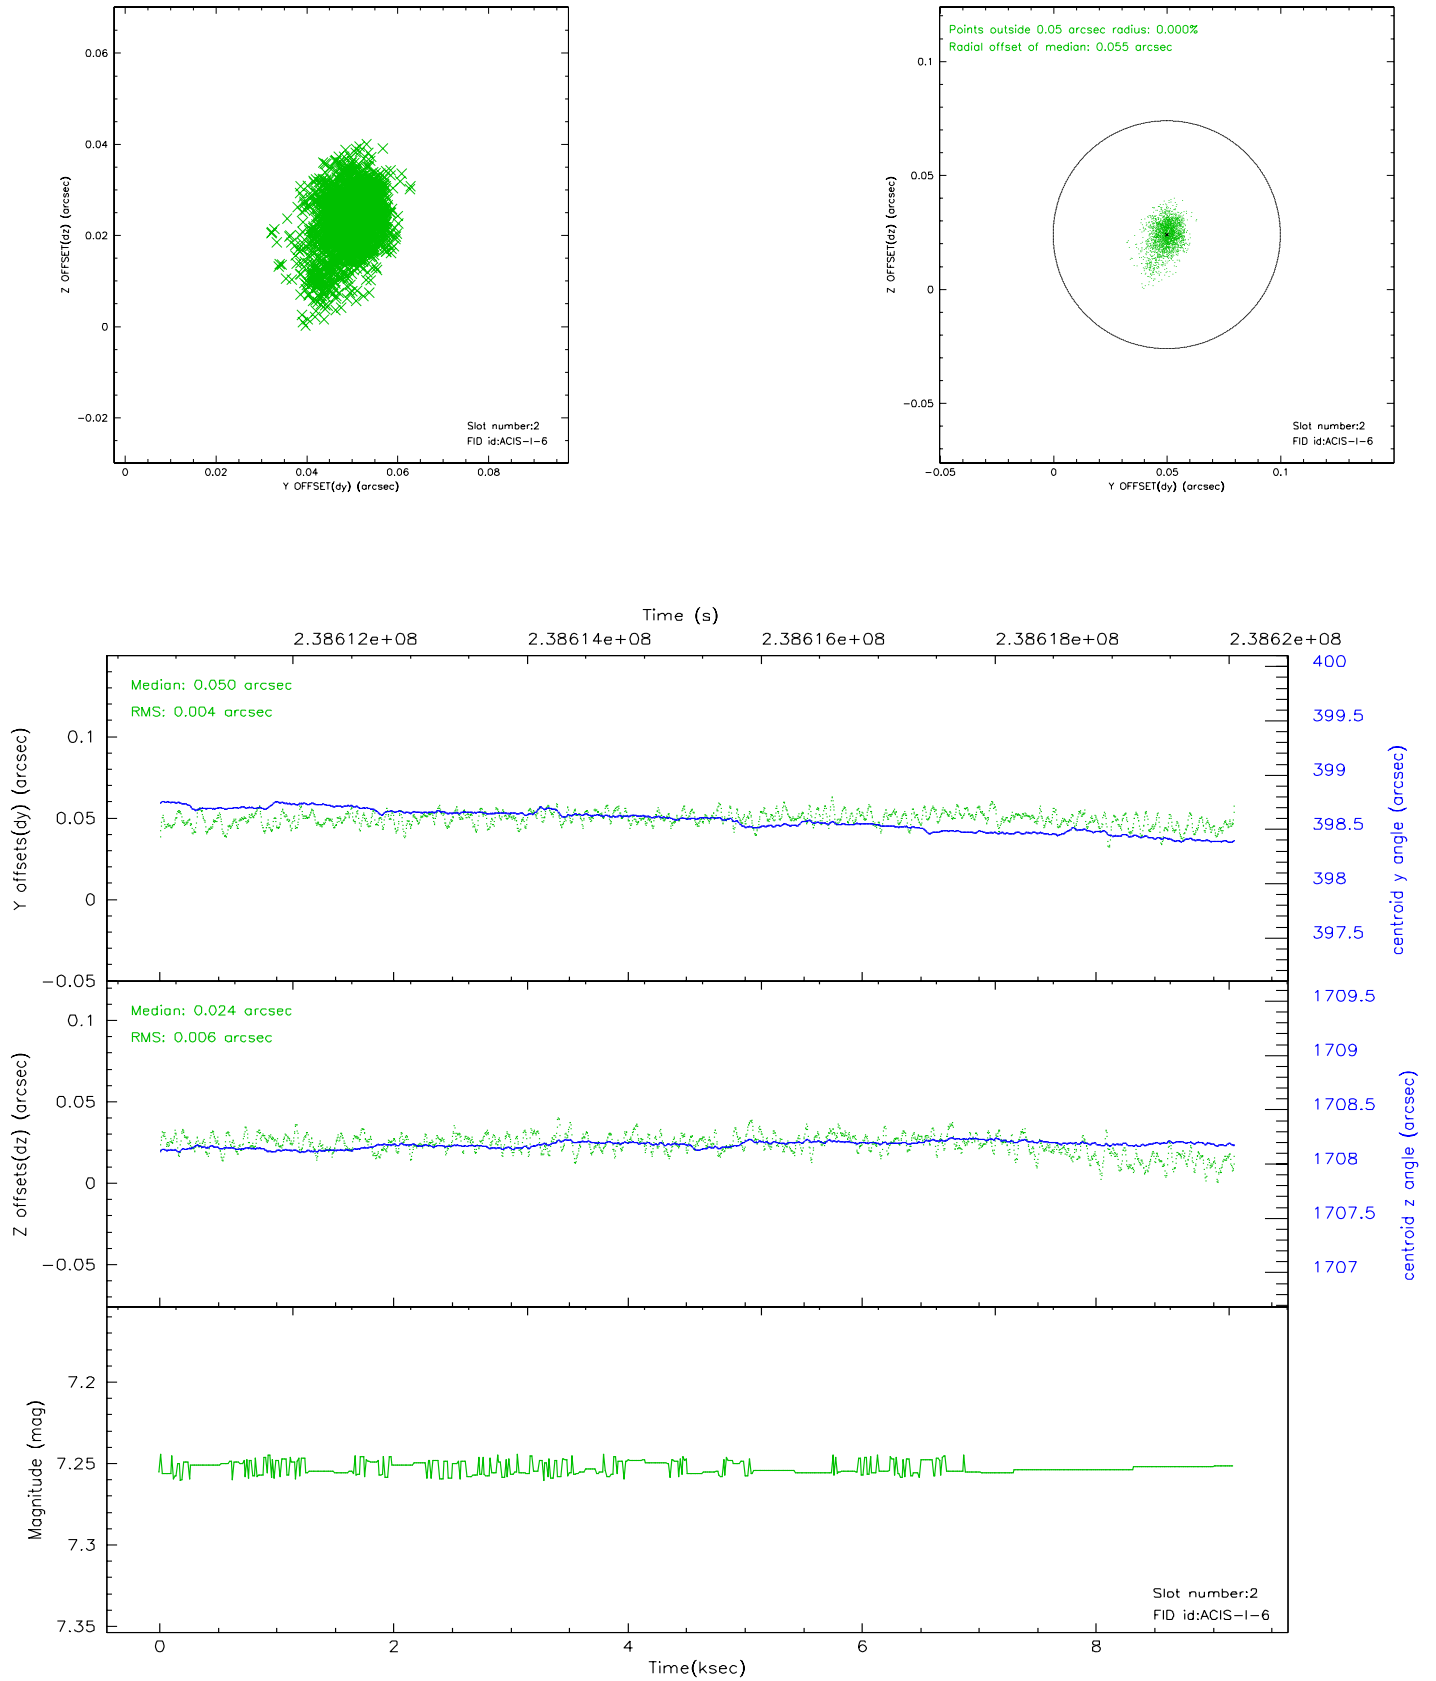 0.06
0.04
0.02
0
-0.02
Z OFFSET(dz) (arcsec)
Slot number:2
FID id:ACIS-I-6
0 0.02 0.04 0.06 0.08
Y OFFSET(dy) (arcsec)
Points outside 0.05 arcsec radius: 0.000%
Radial offset of median: 0.055 arcsec
0.1
0.05
0
-0.05
Z OFFSET(dz) (arcsec)
Slot number:2
FID id:ACIS-I-6
-0.05 0 0.05 0.1
Y OFFSET(dy) (arcsec)
Time (s)
2.38612e+08 2.38614e+08 2.38616e+08 2.38618e+08 2.3862e+08
Median: 0.050 arcsec
RMS: 0.004 arcsec
0.1
0.05
0
-0.05
Y offsets(dy) (arcsec)
400
399.5
399
398.5
398
397.5
centroid y angle (arcsec)
Median: 0.024 arcsec
RMS: 0.006 arcsec
0.1
0.05
0
-0.05
Z offsets(dz) (arcsec)
1709.5
1709
1708.5
1708
1707.5
1707
centroid z angle (arcsec)
7.2
7.25
7.3
7.35
Magnitude (mag)
Slot number:2
FID id:ACIS-I-6
0 2 4 6 8
Time(ksec)